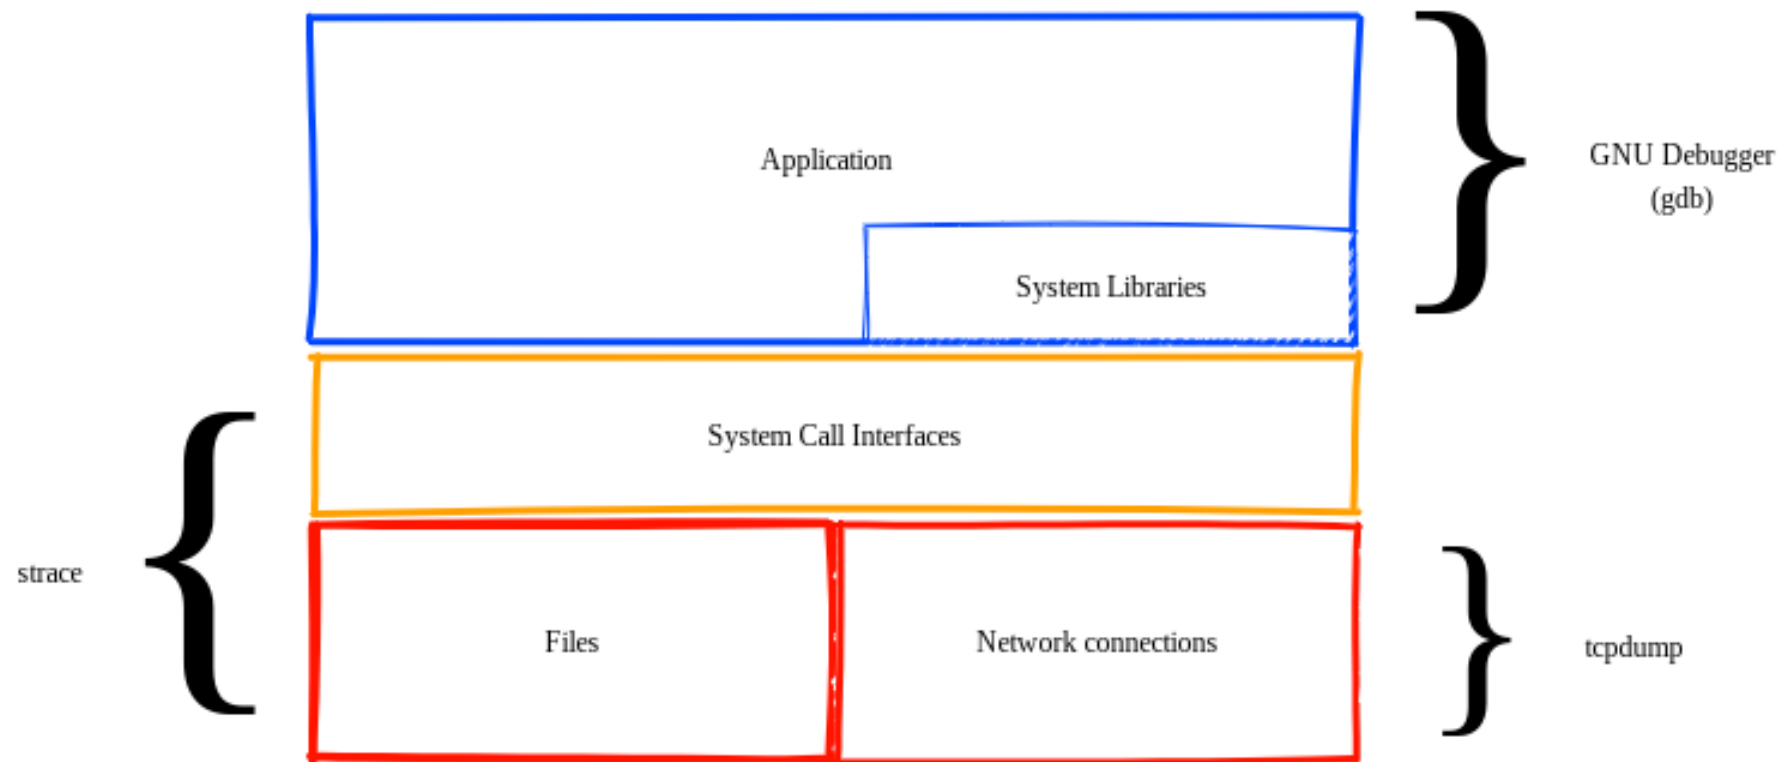 Application
GNU Debugger
(gdb)
System Libraries
System Call Interfaces
strace
Files
Network connections
tcpdump